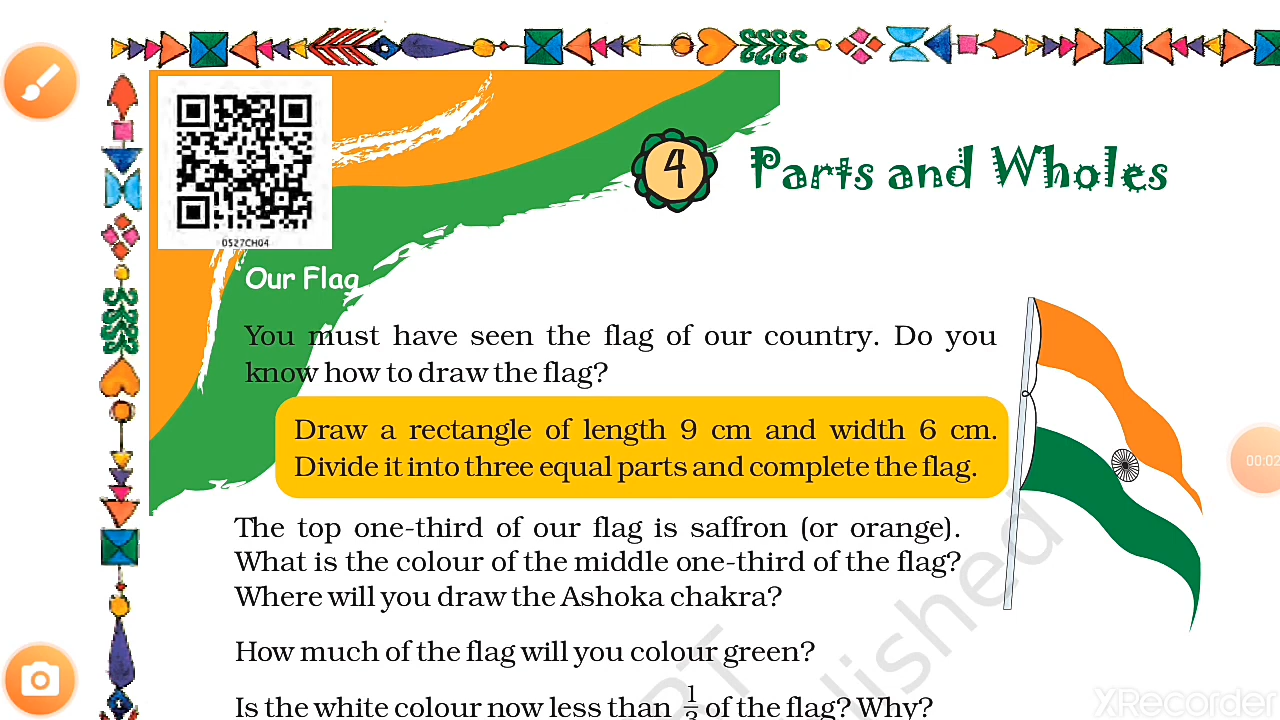 0527CH04
4 Parts and Wholes
Our Flag
You must have seen the flag of our country. Do you
know how to draw the flag?
Draw a rectangle of length 9 cm and width 6 cm.
Divide it into three equal parts and complete the flag.
The top one-third of our flag is saffron (or orange).
What is the colour of the middle one-third of the flag?
Where will you draw the Ashoka chakra?
How much of the flag will you colour green?
Is the white colour now less than 1/3 of the flag? Why?
00:02
XRecorder